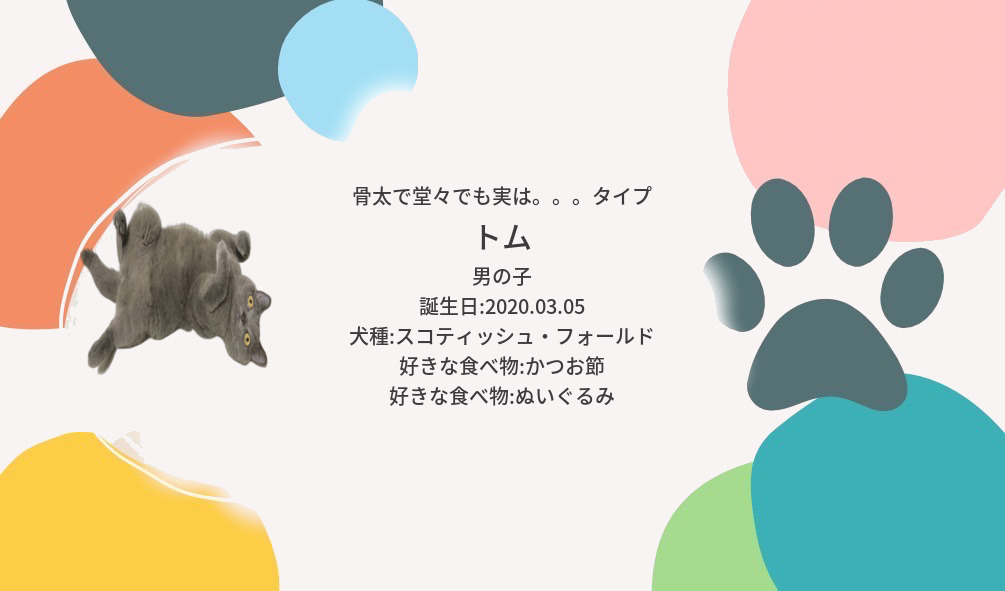 骨太で堂々でも実は。。。タイプ
トム
男の子
誕生日:2020.03.05
犬種:スコティッシュ・フォールド
好きな食べ物:かつお節
好きな食べ物:ぬいぐるみ